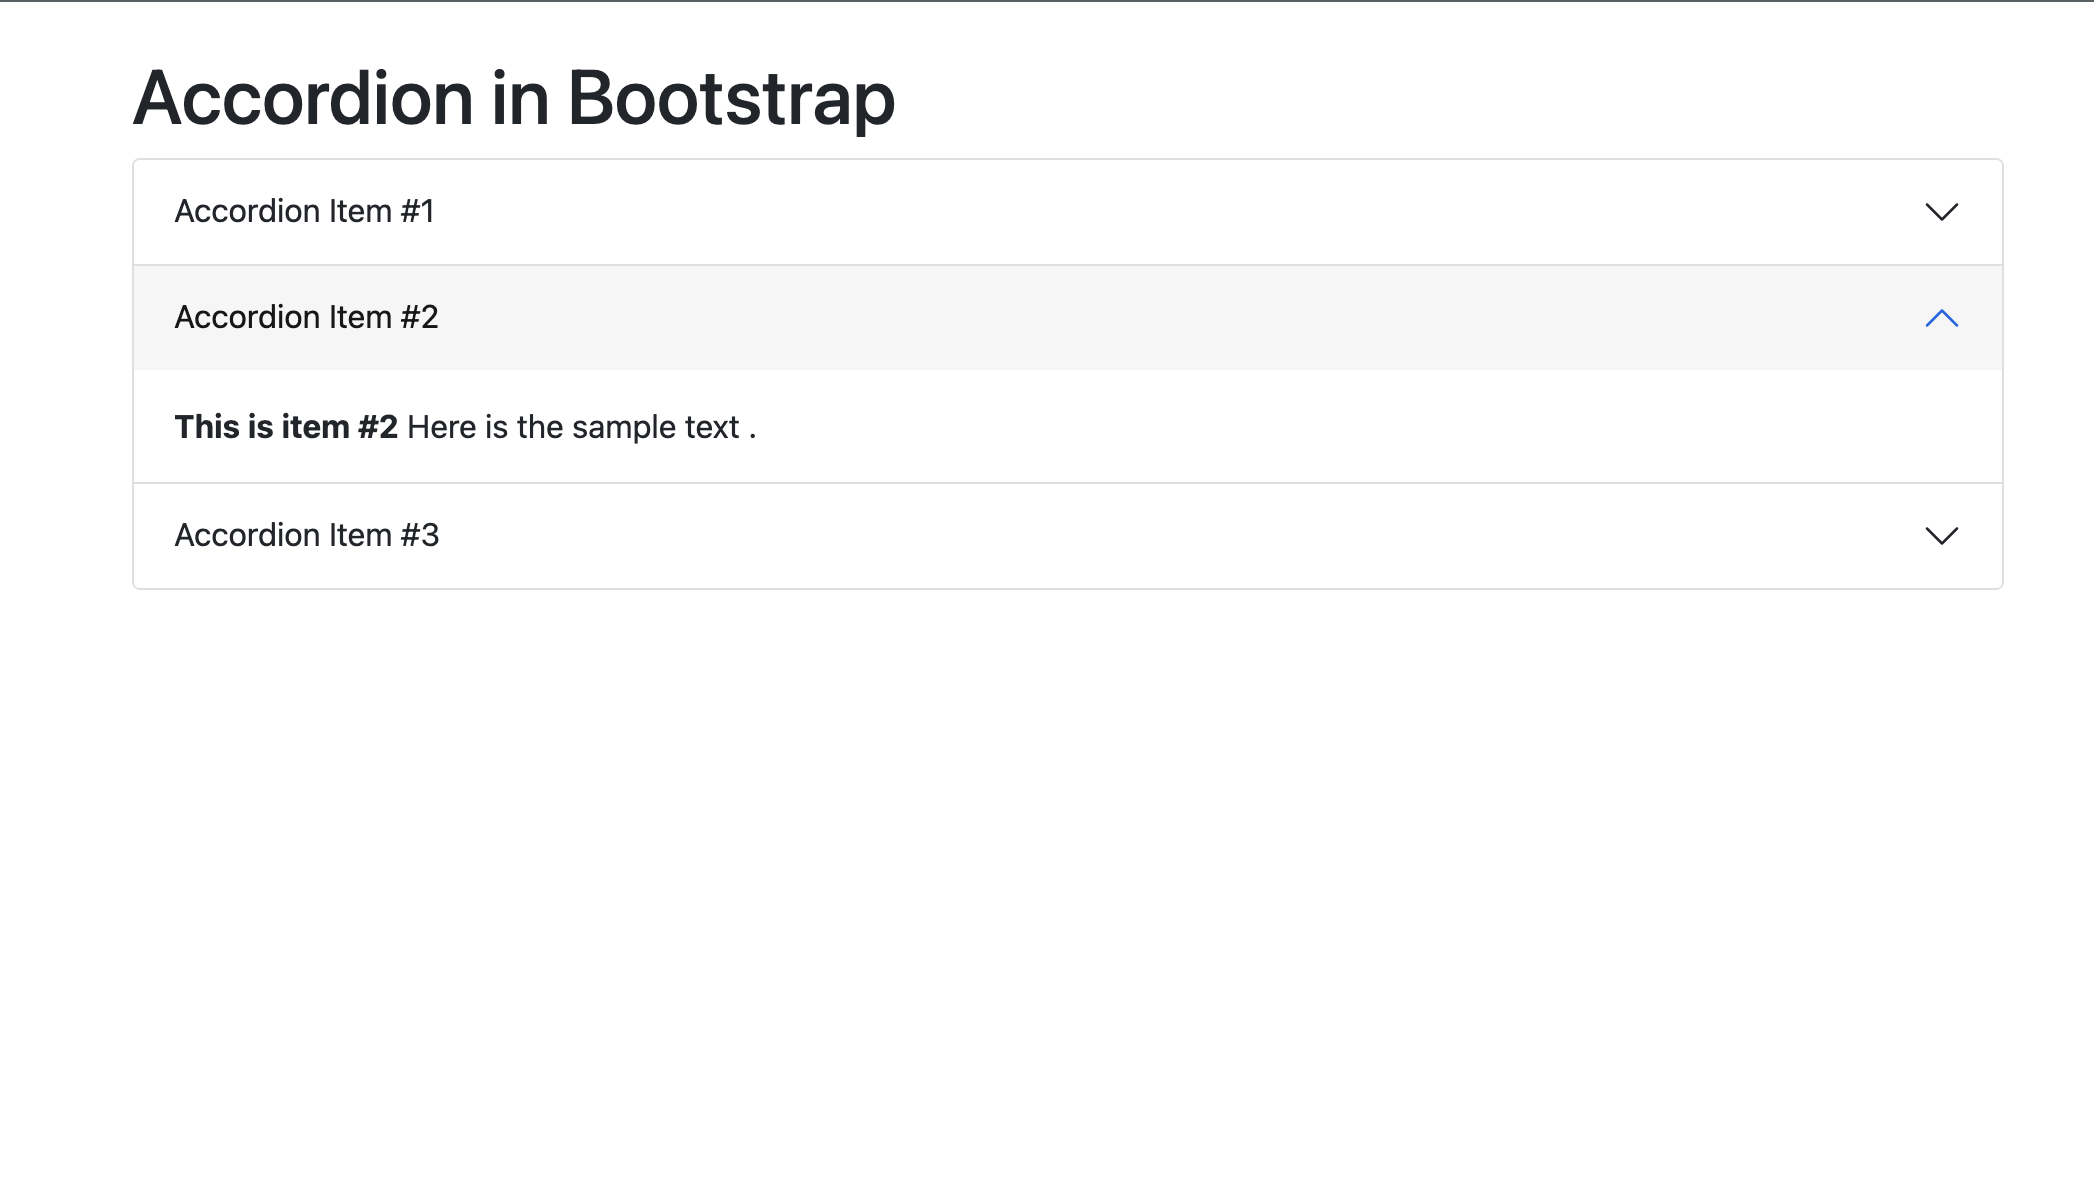 Accordion in Bootstrap
Accordion Item #1
Accordion Item #2
This is item #2 Here is the sample text .
Accordion Item #3